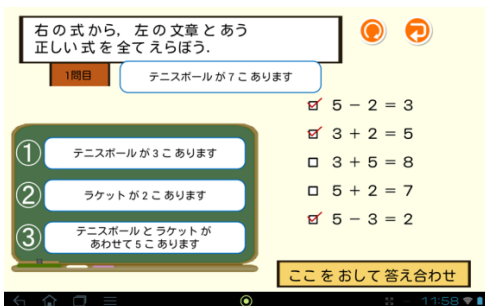 右の式から，左の文章とあう
正しい式を全てえらぼう．
1問目
テニスボールが7こあります
5－2＝3
3＋2＝5
3＋5＝8
5＋2＝7
5－3＝2
① テニスボールが3こあります
② ラケットが2こあります
③ テニスボールとラケットが
あわせて5こあります
ここをおして答え合わせ
11:58